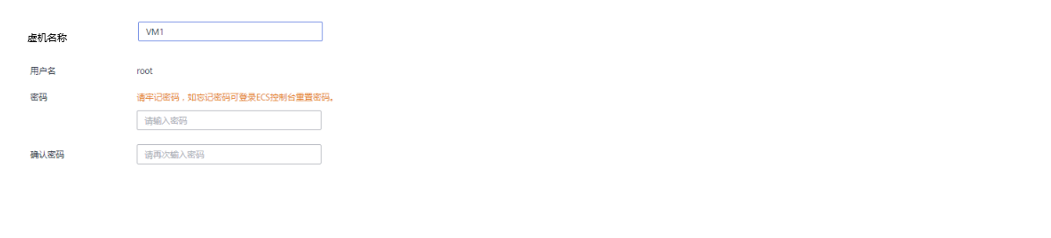 虚机名称 VM1
用户名 root
密码 请牢记密码，如忘记密码可登录ECS控制台重置密码。
请输入密码
确认密码 请再次输入密码